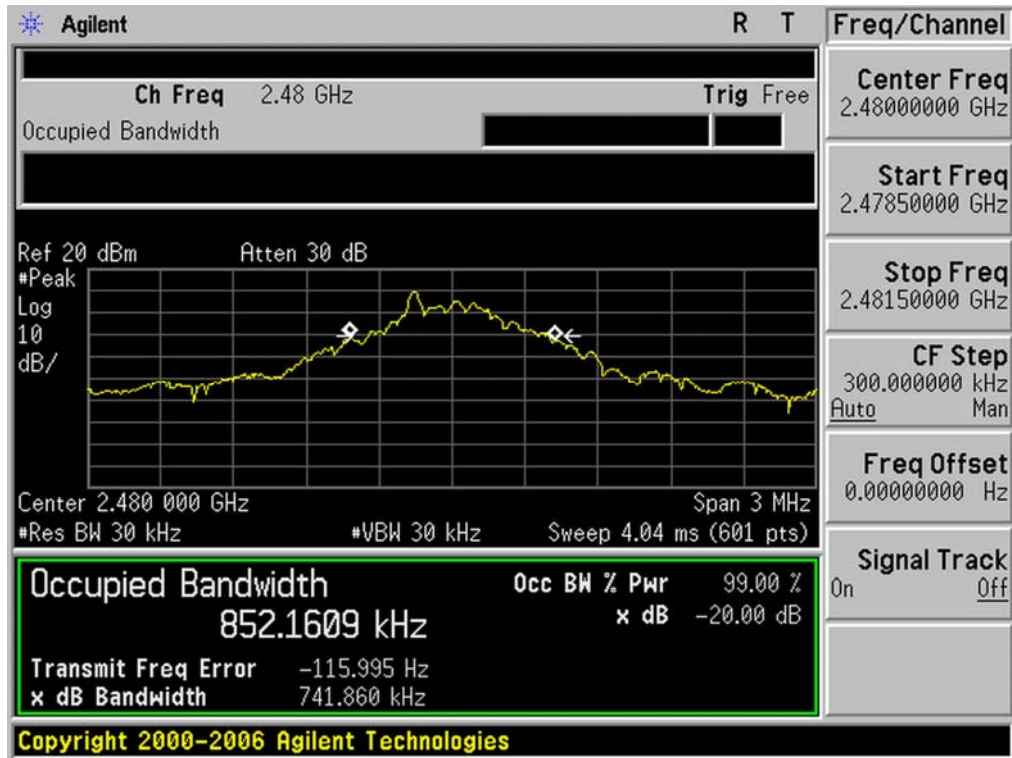 Agilent R T
Ch Freq 2.48 GHz Trig Free
Occupied Bandwidth
Ref 20 dBm Atten 30 dB
#Peak
Log
10
dB/
Center 2.480 000 GHz Span 3 MHz
#Res BW 30 kHz #VBW 30 kHz Sweep 4.04 ms (601 pts)
Occupied Bandwidth
852.1609 kHz
Occ BW % Pwr 99.00 %
x dB -20.00 dB
Transmit Freq Error -115.995 Hz
x dB Bandwidth 741.860 kHz
Copyright 2000-2006 Agilent Technologies
Freq/Channel
Center Freq
2.48000000 GHz
Start Freq
2.47850000 GHz
Stop Freq
2.48150000 GHz
CF Step
300.000000 kHz
Auto Man
Freq Offset
0.00000000 Hz
Signal Track
On Off